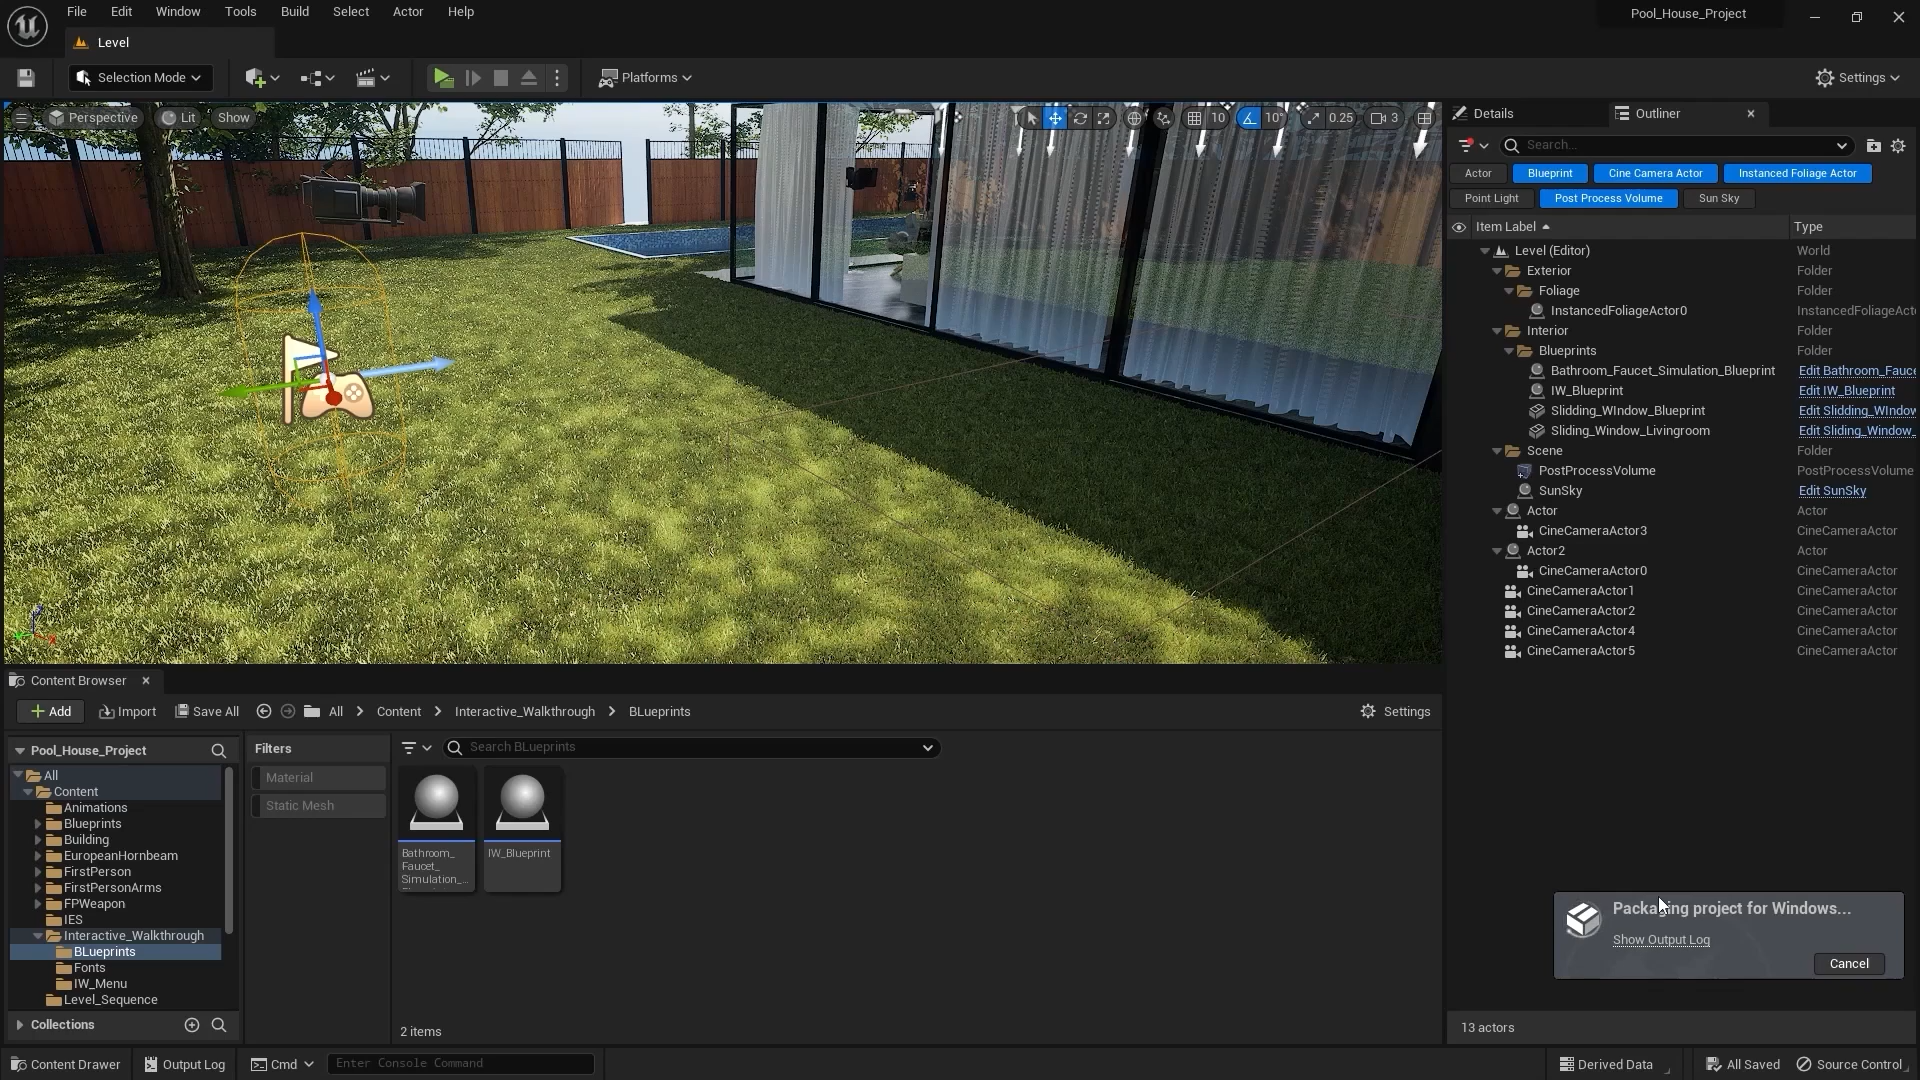 File Edit Window Tools Build Select Actor Help
Pool_House_Project
Level
Selection Mode
Platforms
Settings
Perspective Lit Show
10 10° 0.25 3
Details Outliner
Search...
Actor Blueprint Cine Camera Actor Instanced Foliage Actor
Point Light Post Process Volume Sun Sky
Item Label Type
Level (Editor) World
Exterior Folder
Foliage Folder
InstancedFoliageActor0 InstancedFoliageAct
Interior Folder
Blueprints Folder
Bathroom_Faucet_Simulation_Blueprint Edit Bathroom_Fauce
IW_Blueprint Edit IW_Blueprint
Slidding_WIndow_Blueprint Edit Slidding_WIndow
Sliding_Window_Livingroom Edit Sliding_Window_
Scene Folder
PostProcessVolume PostProcessVolume
SunSky Edit SunSky
Actor Actor
CineCameraActor3 CineCameraActor
Actor2 Actor
CineCameraActor0 CineCameraActor
CineCameraActor1 CineCameraActor
CineCameraActor2 CineCameraActor
CineCameraActor4 CineCameraActor
CineCameraActor5 CineCameraActor
13 actors
Content Browser
Add Import Save All All Content Interactive_Walkthrough BLueprints Settings
Pool_House_Project
All
Content
Animations
Blueprints
Building
EuropeanHornbeam
FirstPerson
FirstPersonArms
FPWeapon
IES
Interactive_Walkthrough
BLueprints
Fonts
IW_Menu
Level_Sequence
Collections
Filters
Material
Static Mesh
Search BLueprints
Bathroom_
Faucet_
Simulation_...
IW_Blueprint
2 items
Packaging project for Windows...
Show Output Log
Cancel
Content Drawer Output Log Cmd Enter Console Command Derived Data All Saved Source Control